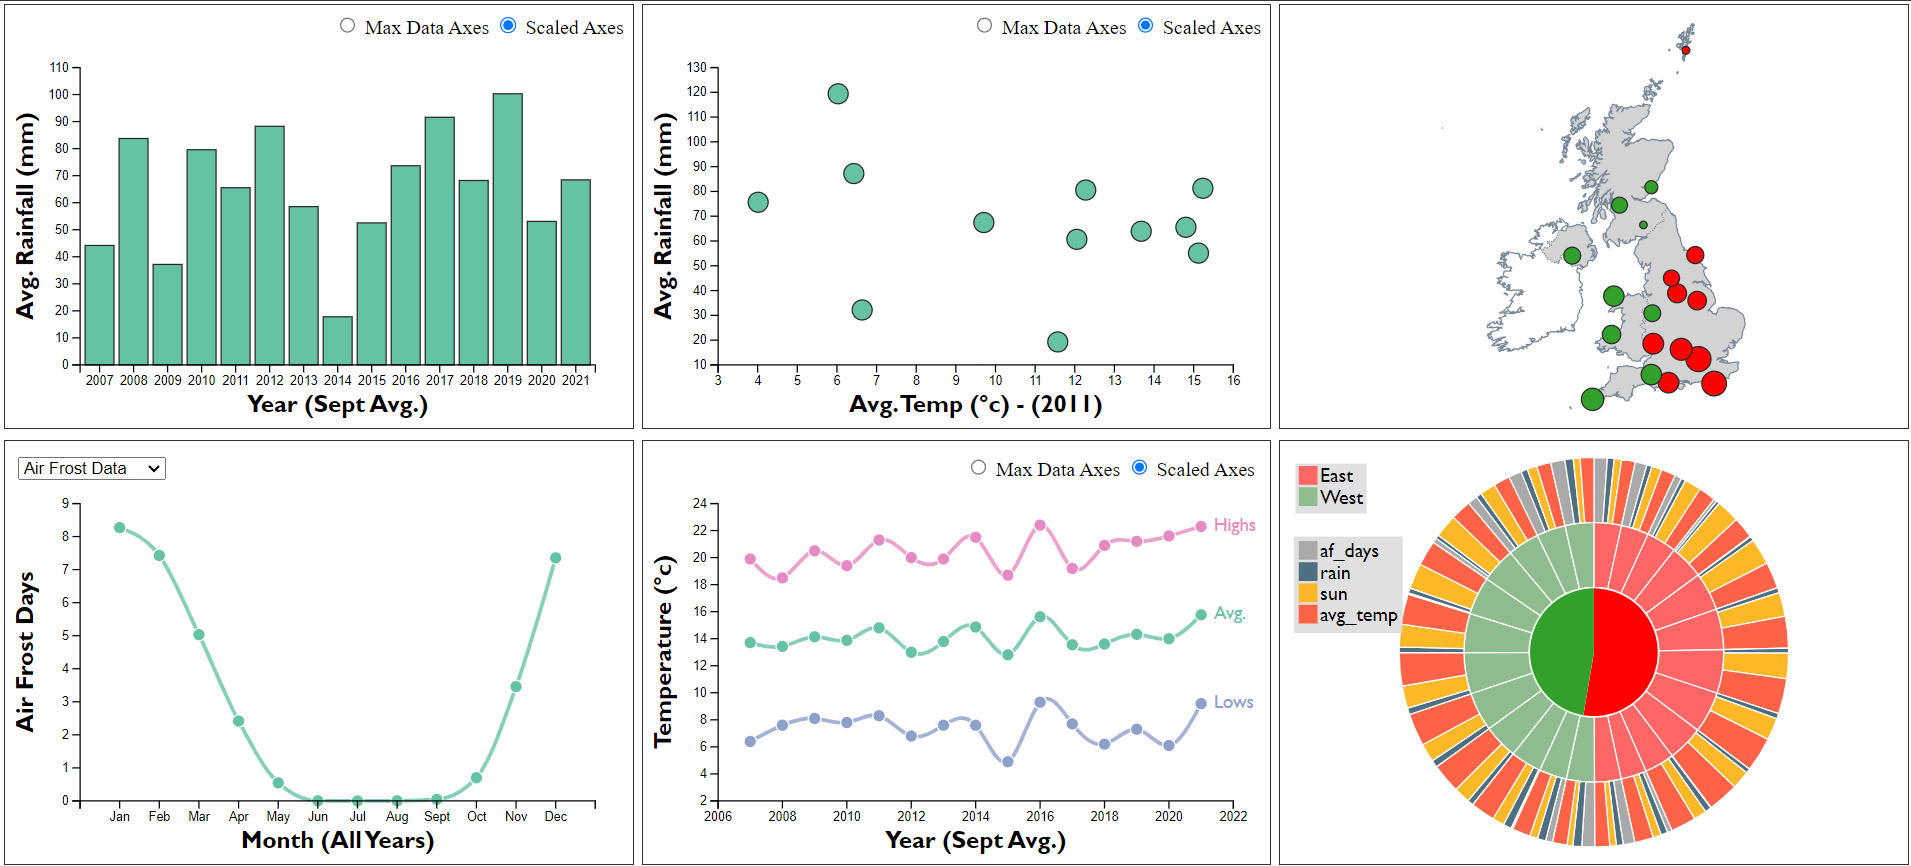 Max Data Axes Scaled Axes
110
100
90
80
70
60
50
40
30
20
10
0
Avg. Rainfall (mm)
2007 2008 2009 2010 2011 2012 2013 2014 2015 2016 2017 2018 2019 2020 2021
Year (Sept Avg.)
Max Data Axes Scaled Axes
130
120
110
100
90
80
70
60
50
40
30
20
10
Avg. Rainfall (mm)
3 4 5 6 7 8 9 10 11 12 13 14 15 16
Avg. Temp (°c) - (2011)
Air Frost Data
9
8
7
6
5
4
3
2
1
0
Air Frost Days
Jan Feb Mar Apr May Jun Jul Aug Sept Oct Nov Dec
Month (All Years)
Max Data Axes Scaled Axes
24
22
20
18
16
14
12
10
8
6
4
2
Temperature (°c)
Highs
Avg.
Lows
2006 2008 2010 2012 2014 2016 2018 2020 2022
Year (Sept Avg.)
East
West
af_days
rain
sun
avg_temp